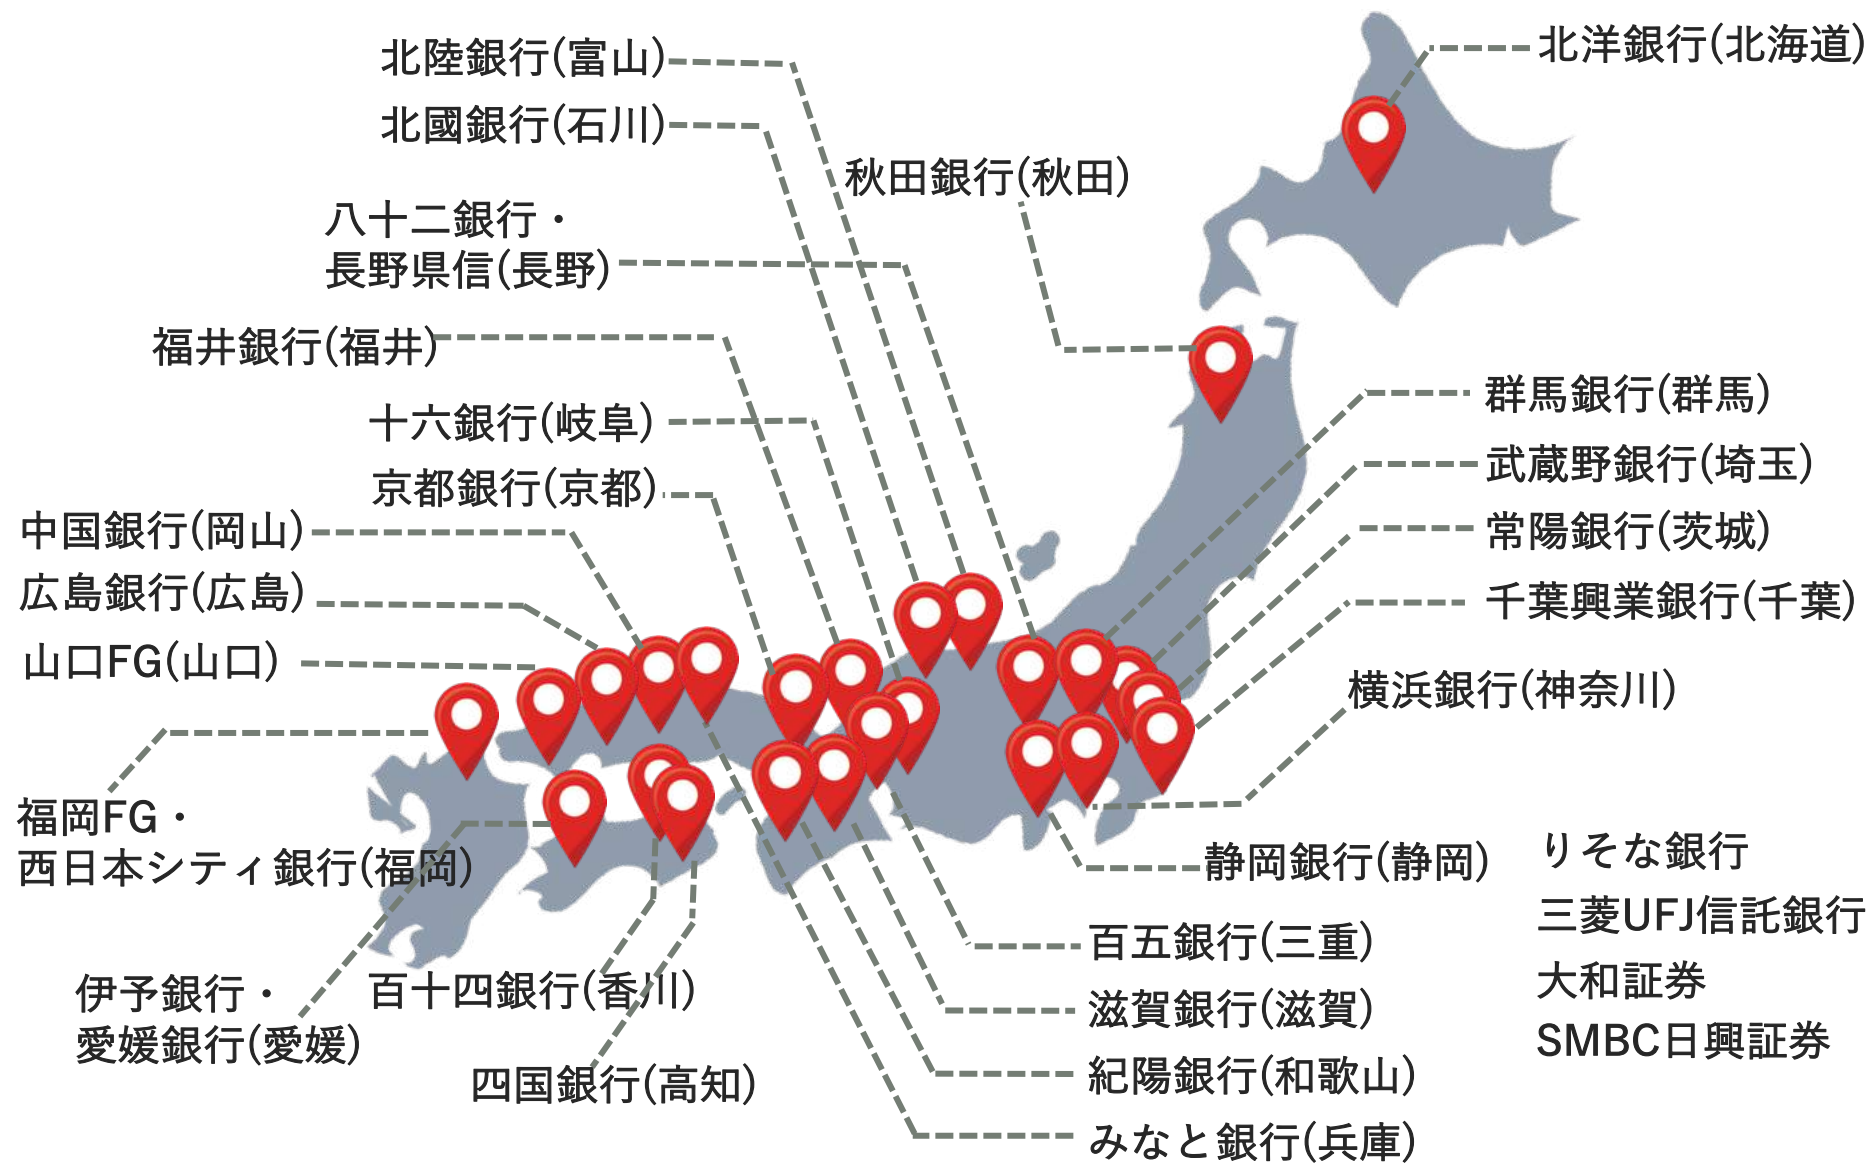 北陸銀行(富山)
北洋銀行(北海道)
北國銀行(石川)
秋田銀行(秋田)
八十二銀行・
長野県信(長野)
福井銀行(福井)
十六銀行(岐阜)
京都銀行(京都)
中国銀行(岡山)
広島銀行(広島)
山口FG(山口)
福岡FG・
西日本シティ銀行(福岡)
伊予銀行・
愛媛銀行(愛媛)
百十四銀行(香川)
四国銀行(高知)
群馬銀行(群馬)
武蔵野銀行(埼玉)
常陽銀行(茨城)
千葉興業銀行(千葉)
横浜銀行(神奈川)
静岡銀行(静岡)
百五銀行(三重)
滋賀銀行(滋賀)
紀陽銀行(和歌山)
みなと銀行(兵庫)
りそな銀行
三菱UFJ信託銀行
大和証券
SMBC日興証券